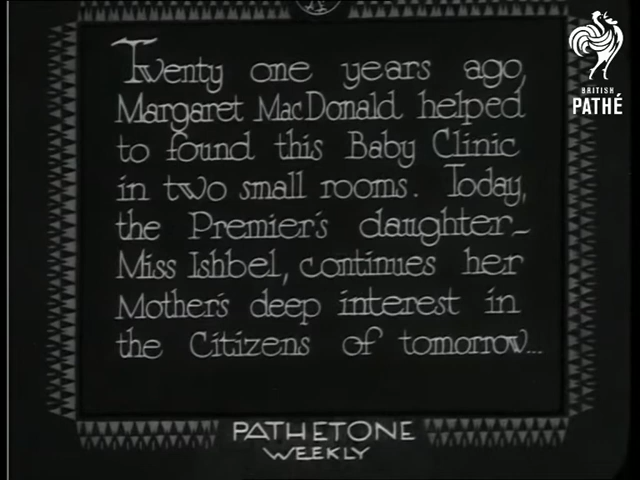 Twenty one years ago,
Margaret MacDonald helped
to found this Baby Clinic
in two small rooms. Today,
the Premier's daughter_
Miss Ishbel, continues her
Mother's deep interest in
the Citizens of tomorrow...
PATHETONE
WEEKLY
BRITISH
PATHÉ